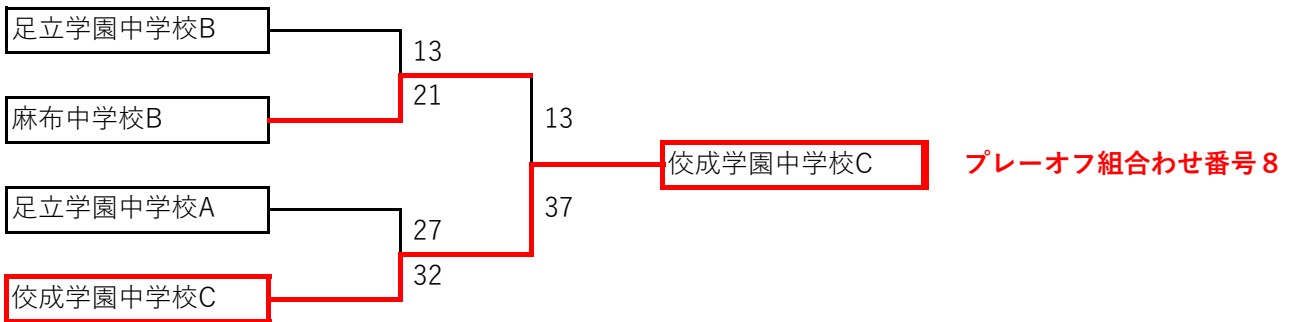 足立学園中学校B
13
21
麻布中学校B
13
佼成学園中学校C
プレーオフ組合わせ番号８
足立学園中学校A
37
27
32
佼成学園中学校C